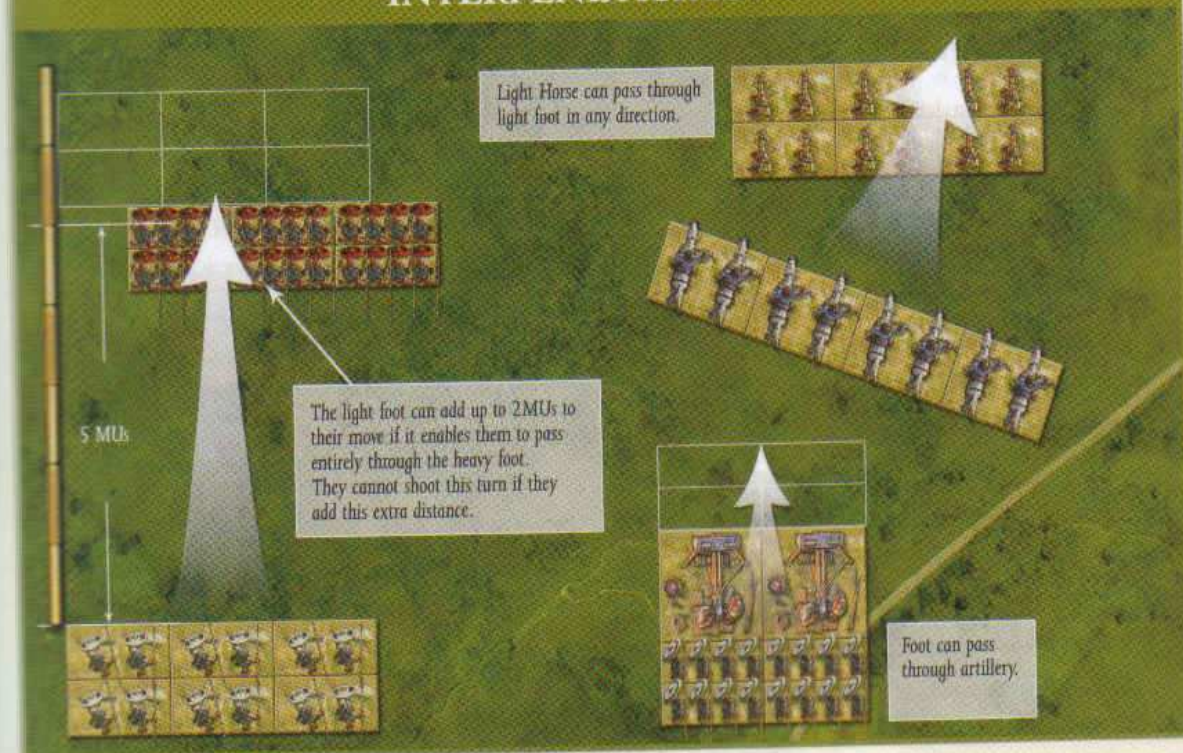 Light Horse can pass through
light foot in any direction.
5 MUs
The light foot can add up to 2MUs to
their move if it enables them to pass
entirely through the heavy foot.
They cannot shoot this turn if they
add this extra distance.
Foot can pass
through artillery.